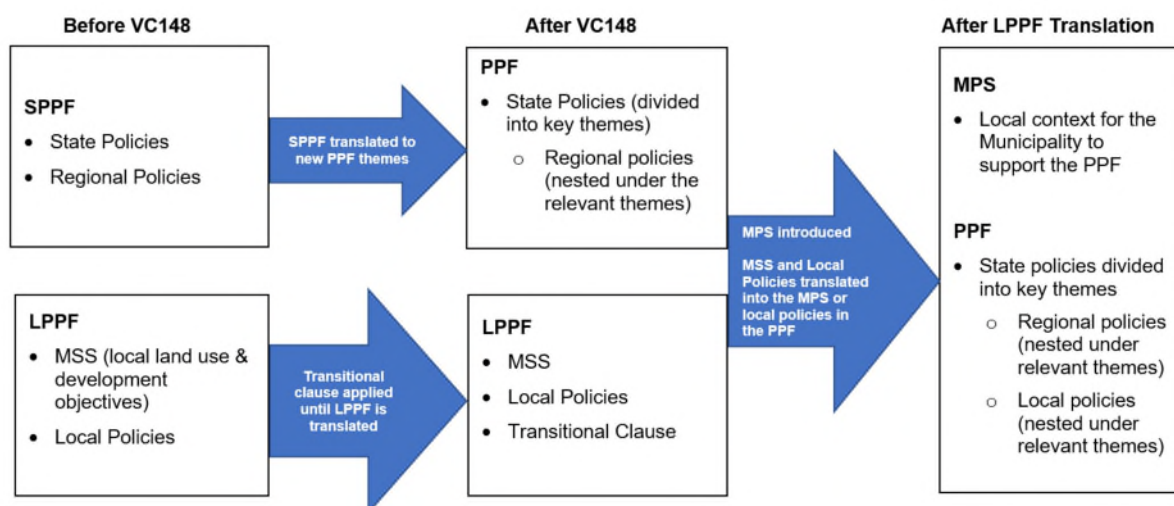 Before VC148
After VC148
After LPPF Translation
SPPF
• State Policies
• Regional Policies
SPPF translated to
new PPF themes
PPF
• State Policies (divided
into key themes)
o Regional policies
(nested under the
relevant themes)
LPPF
• MSS (local land use &
development
objectives)
• Local Policies
Transitional
clause applied
until LPPF is
translated
LPPF
• MSS
• Local Policies
• Transitional Clause
MPS introduced
MSS and Local
Policies translated
into the MPS or
local policies in
the PPF
MPS
• Local context for the
Municipality to
support the PPF
PPF
• State policies divided
into key themes
o Regional policies
(nested under
relevant themes)
o Local policies
(nested under
relevant themes)